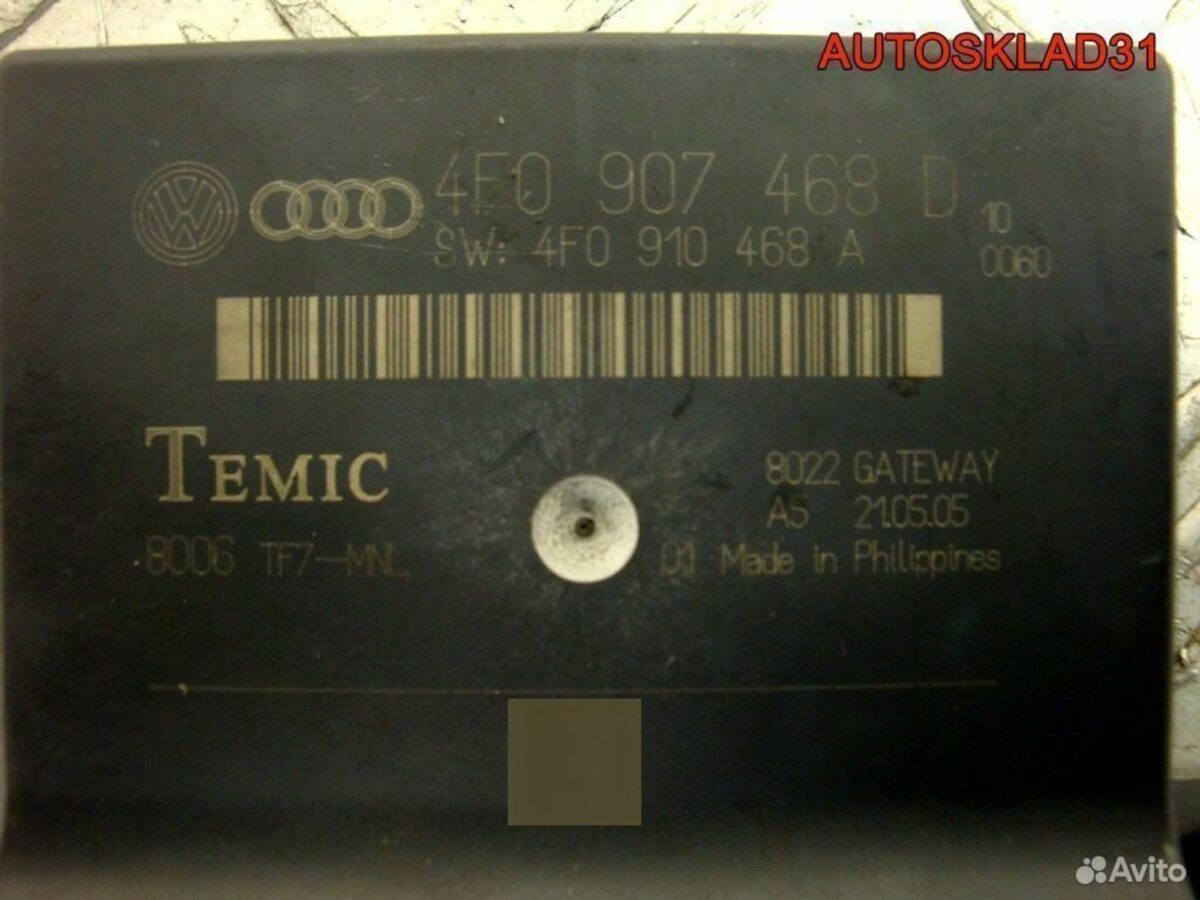 AUTOSKLAD31
4E0 907 468 D
10
SW: 4F0 910 468 A
0060
TEMIC
8022 GATEWAY
A5 21.05.05
8006 TF7-MNL
01 Made in Philippines
Avito